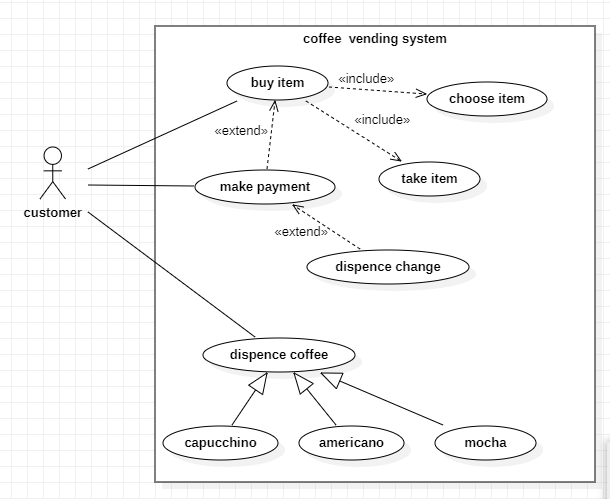 coffee vending system
buy item
«include»
choose item
«include»
«extend»
take item
make payment
customer
«extend»
dispence change
dispence coffee
capucchino
americano
mocha